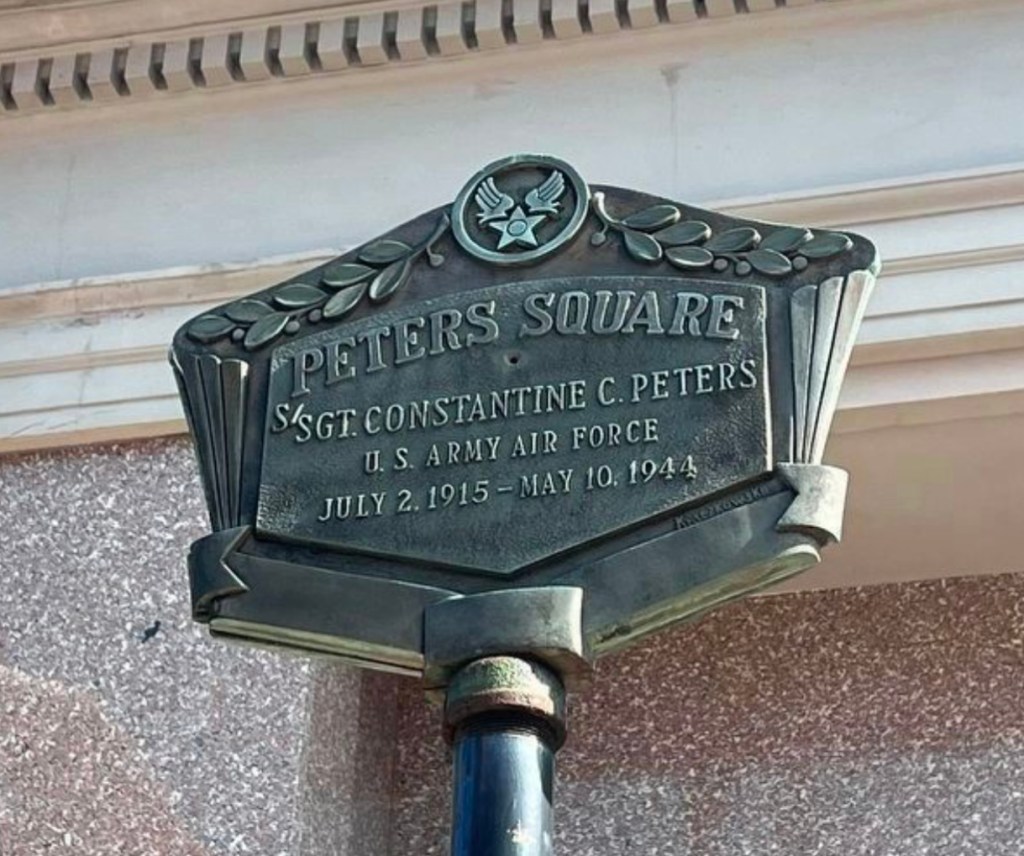 PETERS SQUARE
S/SGT. CONSTANTINE C. PETERS
U. S. ARMY AIR FORCE
JULY 2, 1915 – MAY 10, 1944